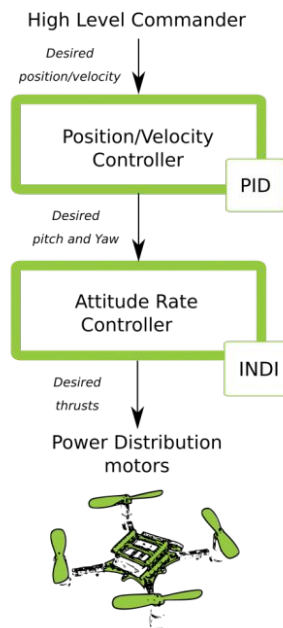 High Level Commander
Desired
position/velocity
Position/Velocity
Controller
PID
Desired
pitch and Yaw
Attitude Rate
Controller
INDI
Desired
thrusts
Power Distribution
motors